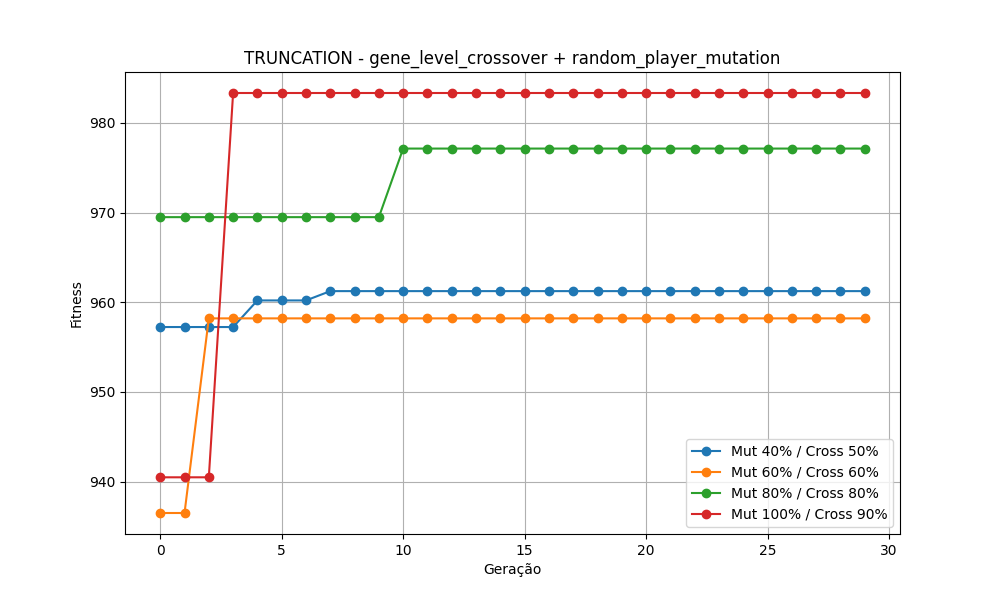 TRUNCATION - gene_level_crossover + random_player_mutation
Fitness
980
970
960
950
940
0 5 10 15 20 25 30
Geração
Mut 40% / Cross 50%
Mut 60% / Cross 60%
Mut 80% / Cross 80%
Mut 100% / Cross 90%